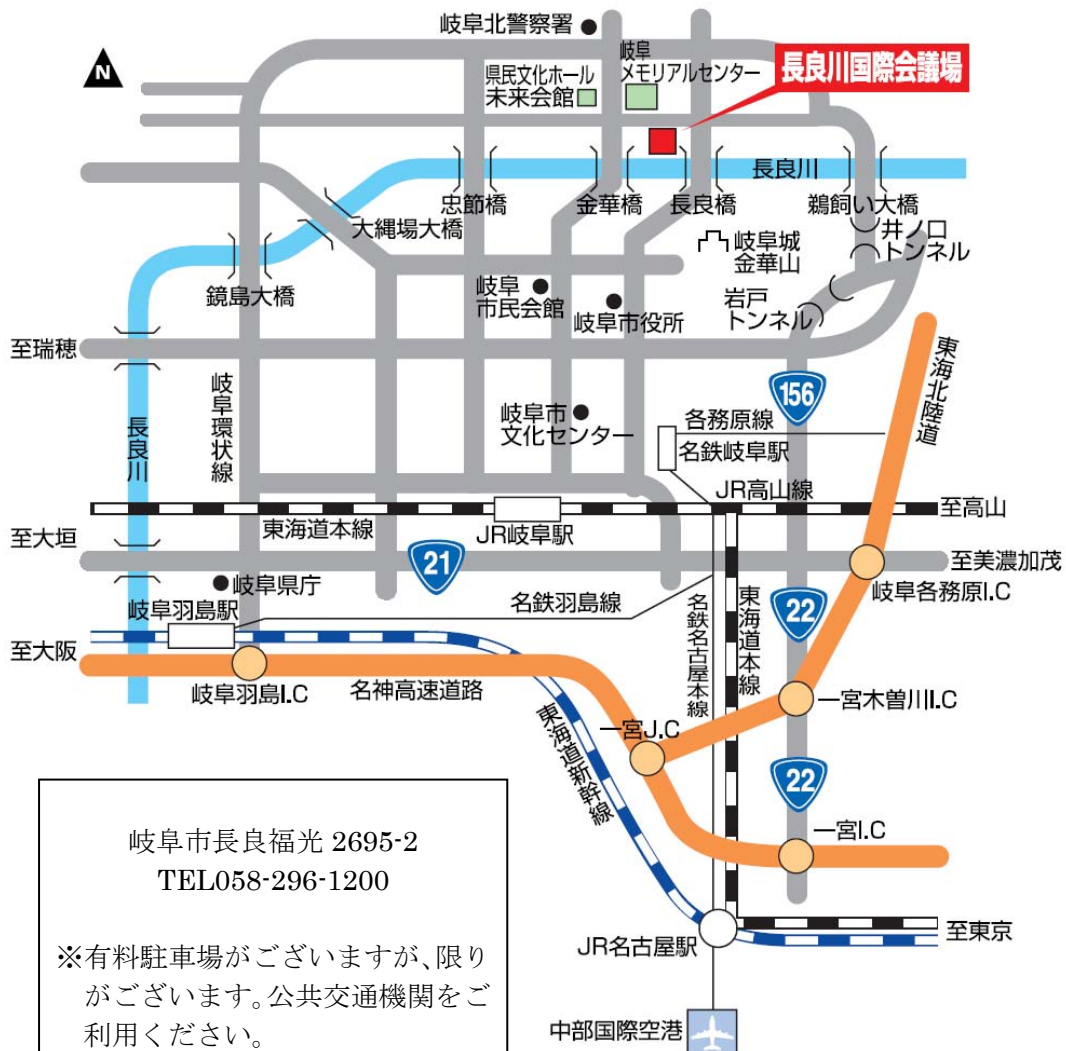 岐阜北警察署
N
岐阜
メモリアルセンター
県民文化ホール
未来会館
長良川国際会議場
長良川
忠節橋
金華橋
長良橋
鵜飼い大橋
大縄場大橋
井ノ口
トンネル
岐阜城
金華山
鏡島大橋
岐阜
市民会館
岐阜市役所
岩戸
トンネル
至瑞穂
岐阜環状線
長良川
東海北陸道
156
岐阜市
文化センター
各務原線
名鉄岐阜駅
JR高山線
至高山
東海道本線
JR岐阜駅
至大垣
21
至美濃加茂
岐阜県庁
岐阜羽島駅
名鉄羽島線
岐阜各務原I.C
22
名鉄名古屋本線
東海道本線
至大阪
岐阜羽島I.C
名神高速道路
一宮木曽川I.C
一宮J.C
東海道新幹線
22
一宮I.C
岐阜市長良福光 2695-2
TEL058-296-1200
※有料駐車場がございますが、限り
がございます。公共交通機関をご
利用ください。
JR名古屋駅
至東京
中部国際空港